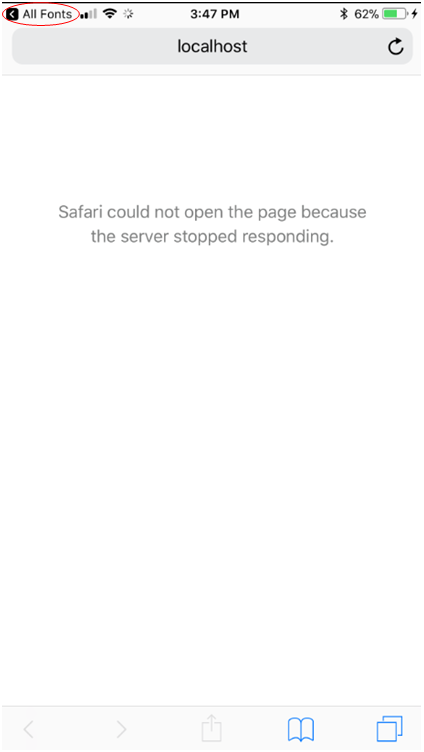 All Fonts 3:47 PM 62%
localhost
Safari could not open the page because
the server stopped responding.